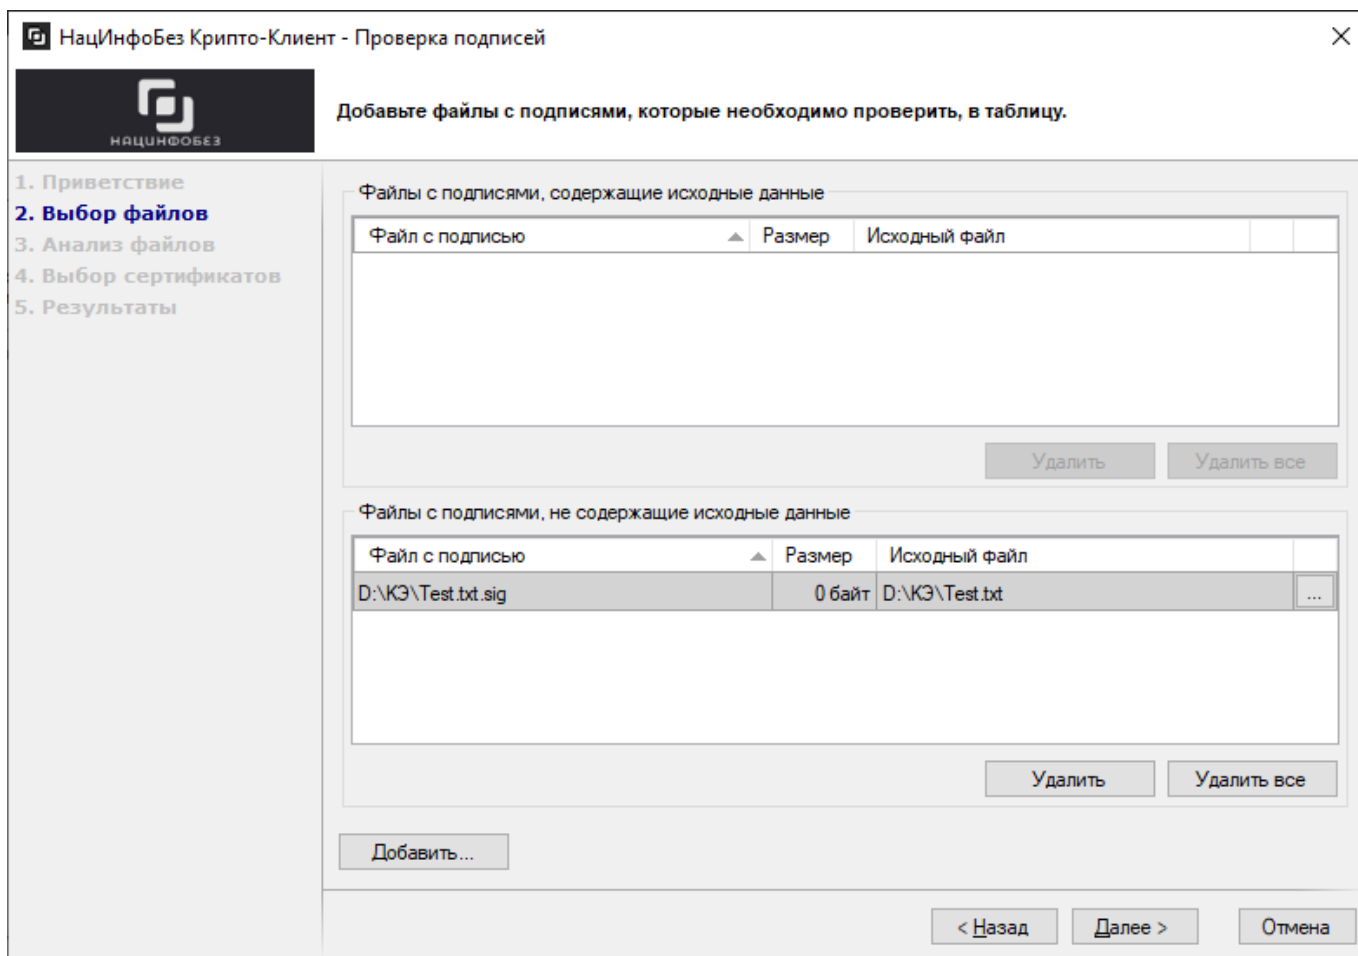 НацИнфоБез Крипто-Клиент - Проверка подписей
НАЦИНФОБЕЗ
Добавьте файлы с подписями, которые необходимо проверить, в таблицу.
1. Приветствие
2. Выбор файлов
3. Анализ файлов
4. Выбор сертификатов
5. Результаты
Файлы с подписями, содержащие исходные данные
Файл с подписью Размер Исходный файл
Удалить Удалить все
Файлы с подписями, не содержащие исходные данные
Файл с подписью Размер Исходный файл
D:\КЭ\Test.txt.sig 0 байт D:\КЭ\Test.txt ...
Удалить Удалить все
Добавить...
< Назад Далее > Отмена